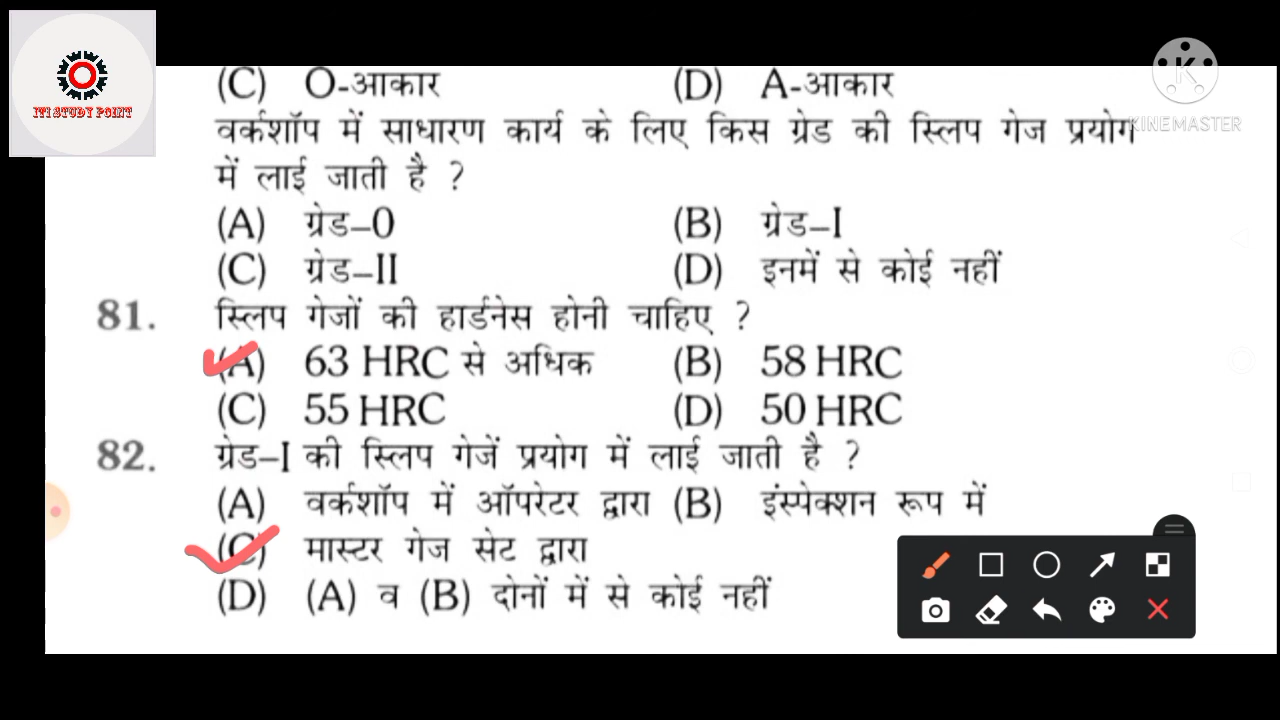 ITI STUDY POINT
KINEMASTER
(C) O-आकार (D) A-आकार
वर्कशॉप में साधारण कार्य के लिए किस ग्रेड की स्लिप गेज प्रयोग
में लाई जाती है ?
(A) ग्रेड–0 (B) ग्रेड–I
(C) ग्रेड–II (D) इनमें से कोई नहीं
81. स्लिप गेजों की हार्डनेस होनी चाहिए ?
(A) 63 HRC से अधिक (B) 58 HRC
(C) 55 HRC (D) 50 HRC
82. ग्रेड–I की स्लिप गेजें प्रयोग में लाई जाती है ?
(A) वर्कशॉप में ऑपरेटर द्वारा (B) इंस्पेक्शन रूप में
(C) मास्टर गेज सेट द्वारा
(D) (A) व (B) दोनों में से कोई नहीं